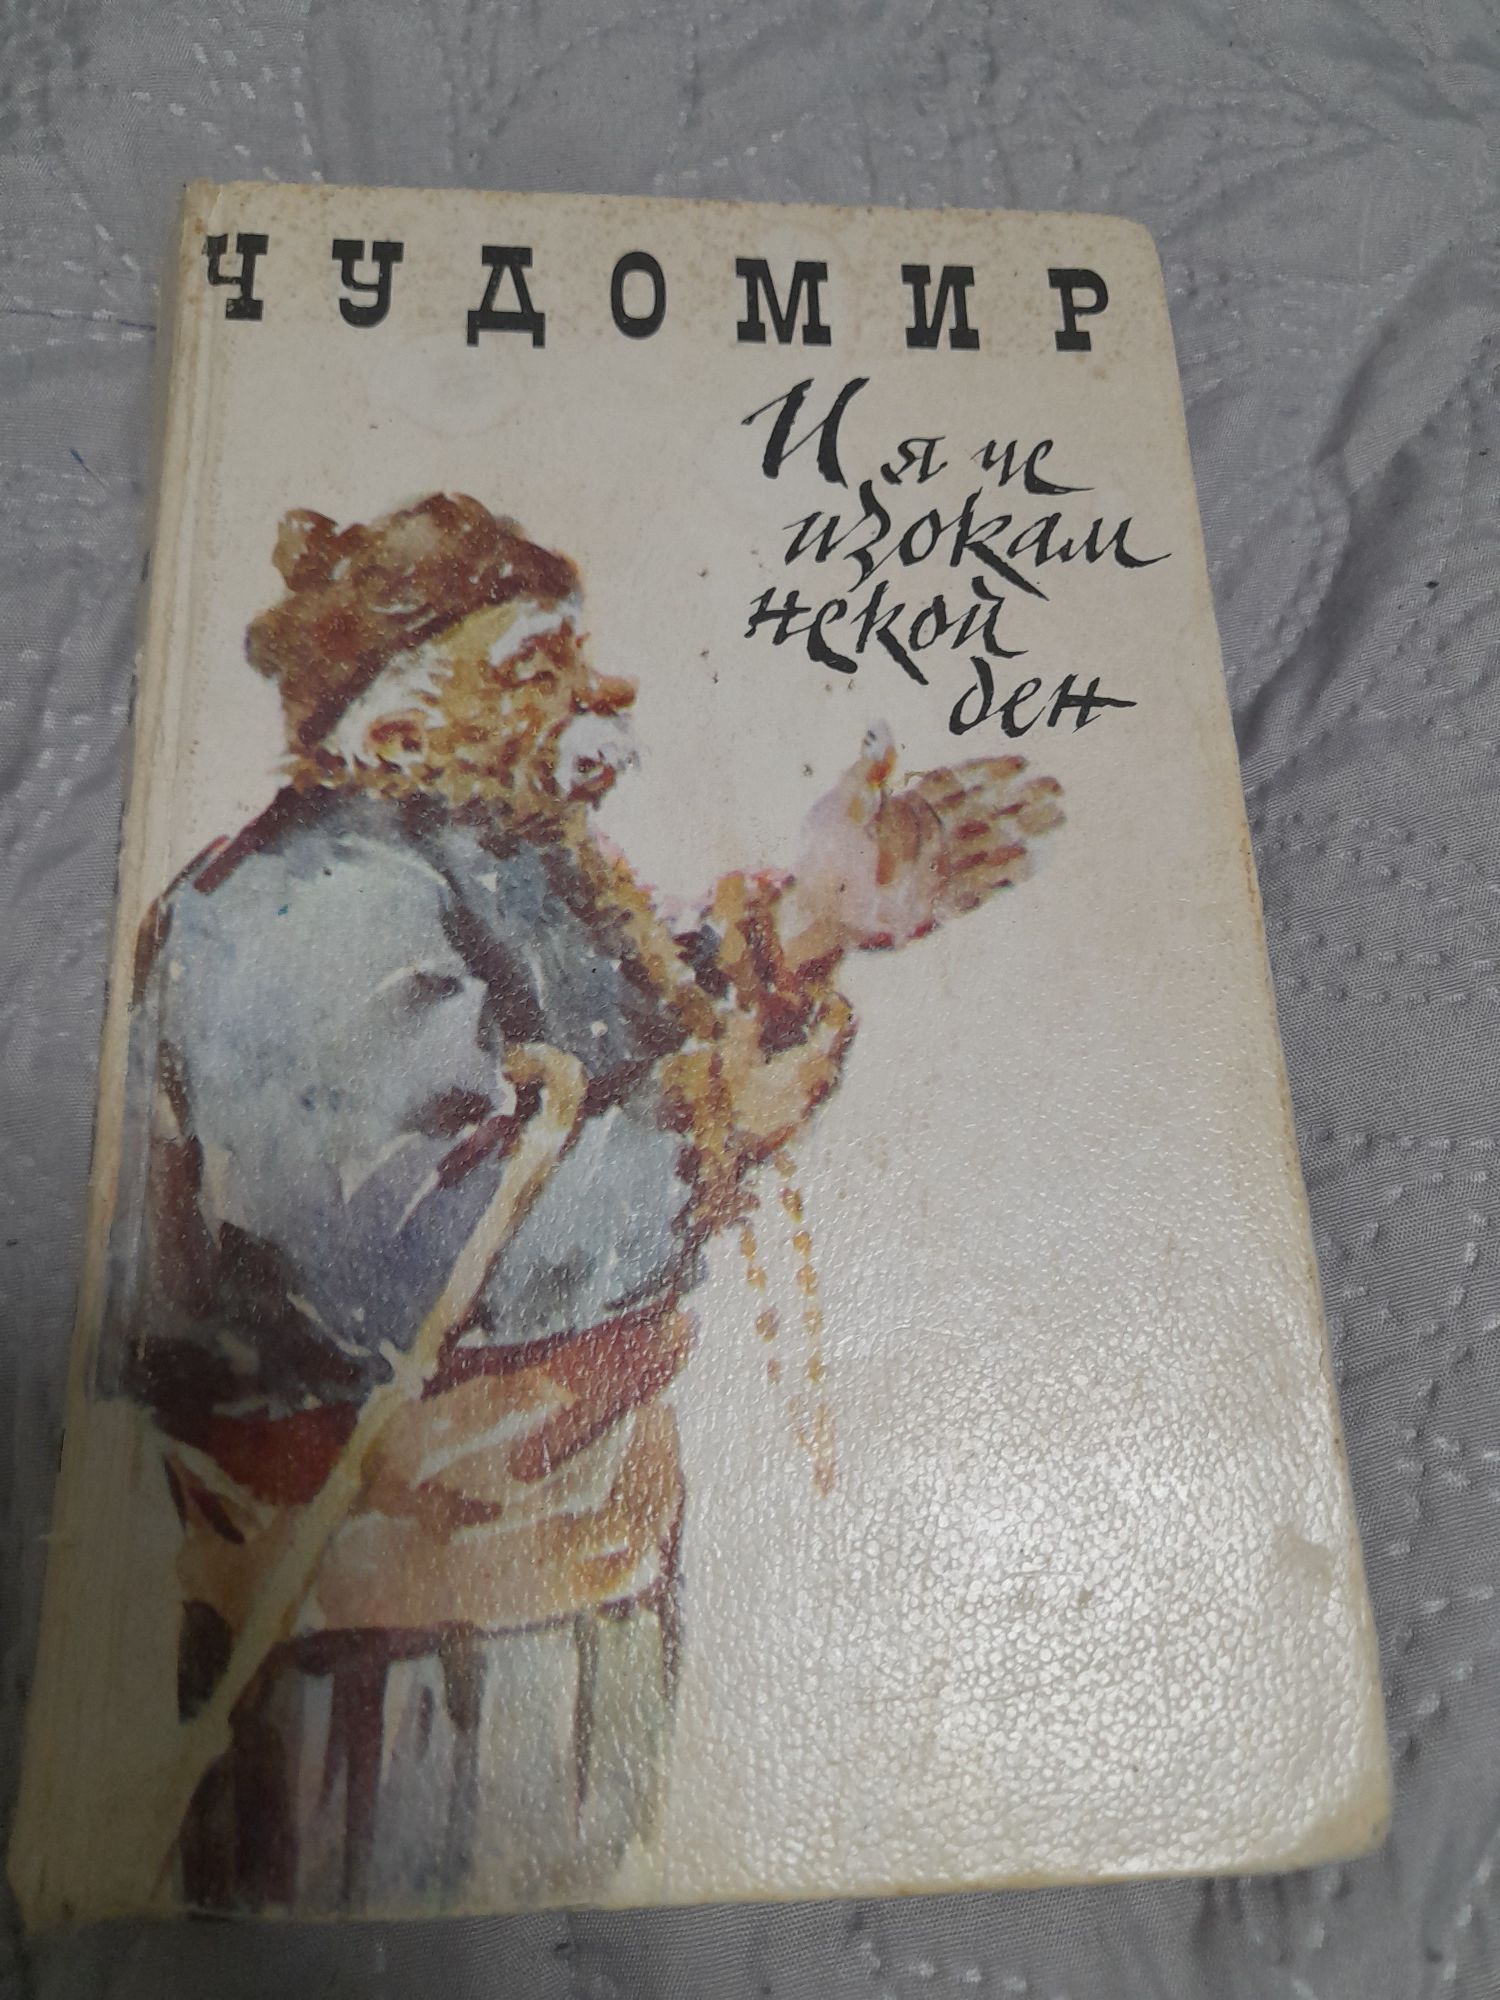 ЧУДОМИР
И я че
изокам
некой
ден